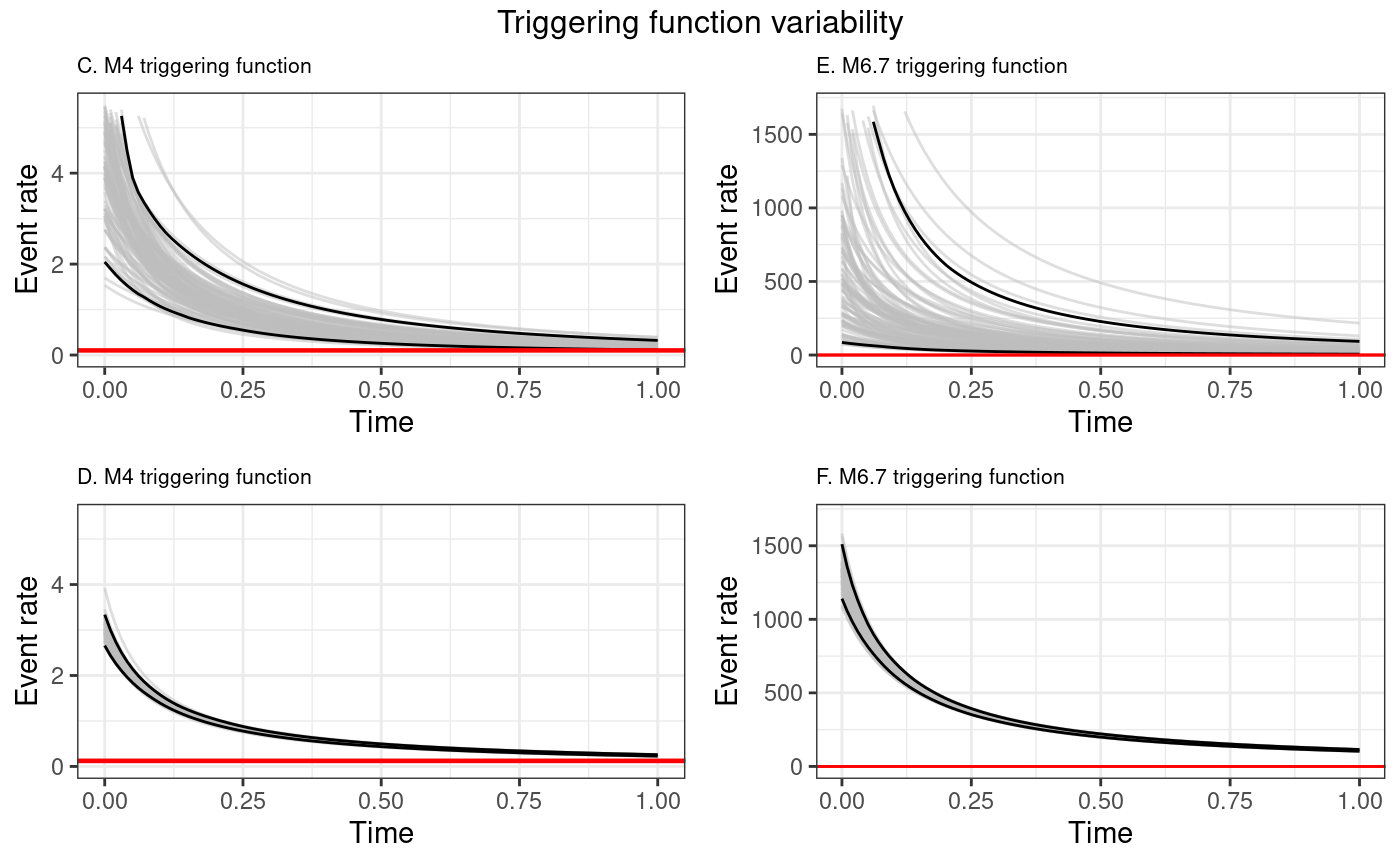 Triggering function variability
C. M4 triggering function
Event rate
4
2
0
0.00 0.25 0.50 0.75 1.00
Time
E. M6.7 triggering function
Event rate
1500
1000
500
0
0.00 0.25 0.50 0.75 1.00
Time
D. M4 triggering function
Event rate
4
2
0
0.00 0.25 0.50 0.75 1.00
Time
F. M6.7 triggering function
Event rate
1500
1000
500
0
0.00 0.25 0.50 0.75 1.00
Time